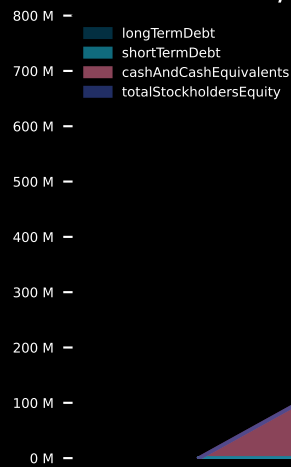 800 M
longTermDebt
shortTermDebt
700 M
cashAndCashEquivalents
totalStockholdersEquity
600 M
500 M
400 M
300 M
200 M
100 M
0 M